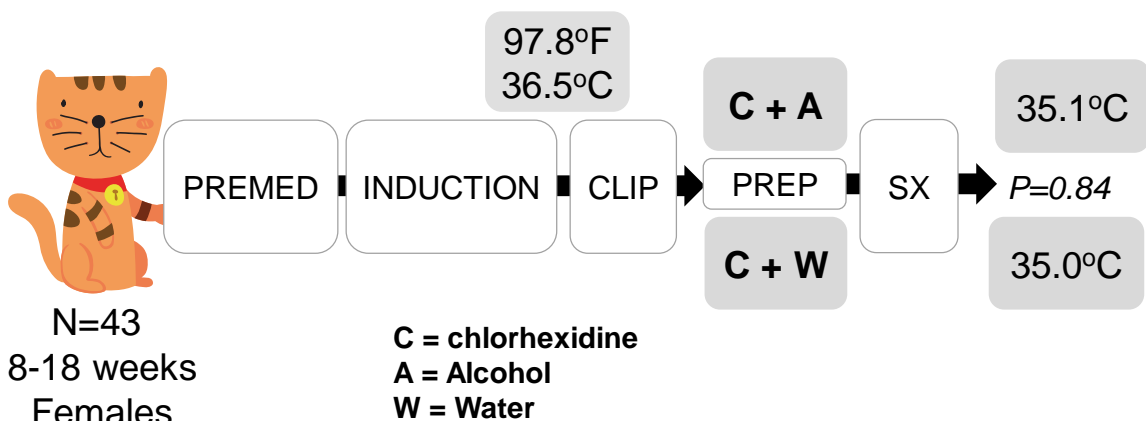 97.8°F
36.5°C
C + A
35.1°C
PREMED
INDUCTION
CLIP
PREP
SX
P=0.84
C + W
35.0°C
N=43
8-18 weeks
Females
C = chlorhexidine
A = Alcohol
W = Water